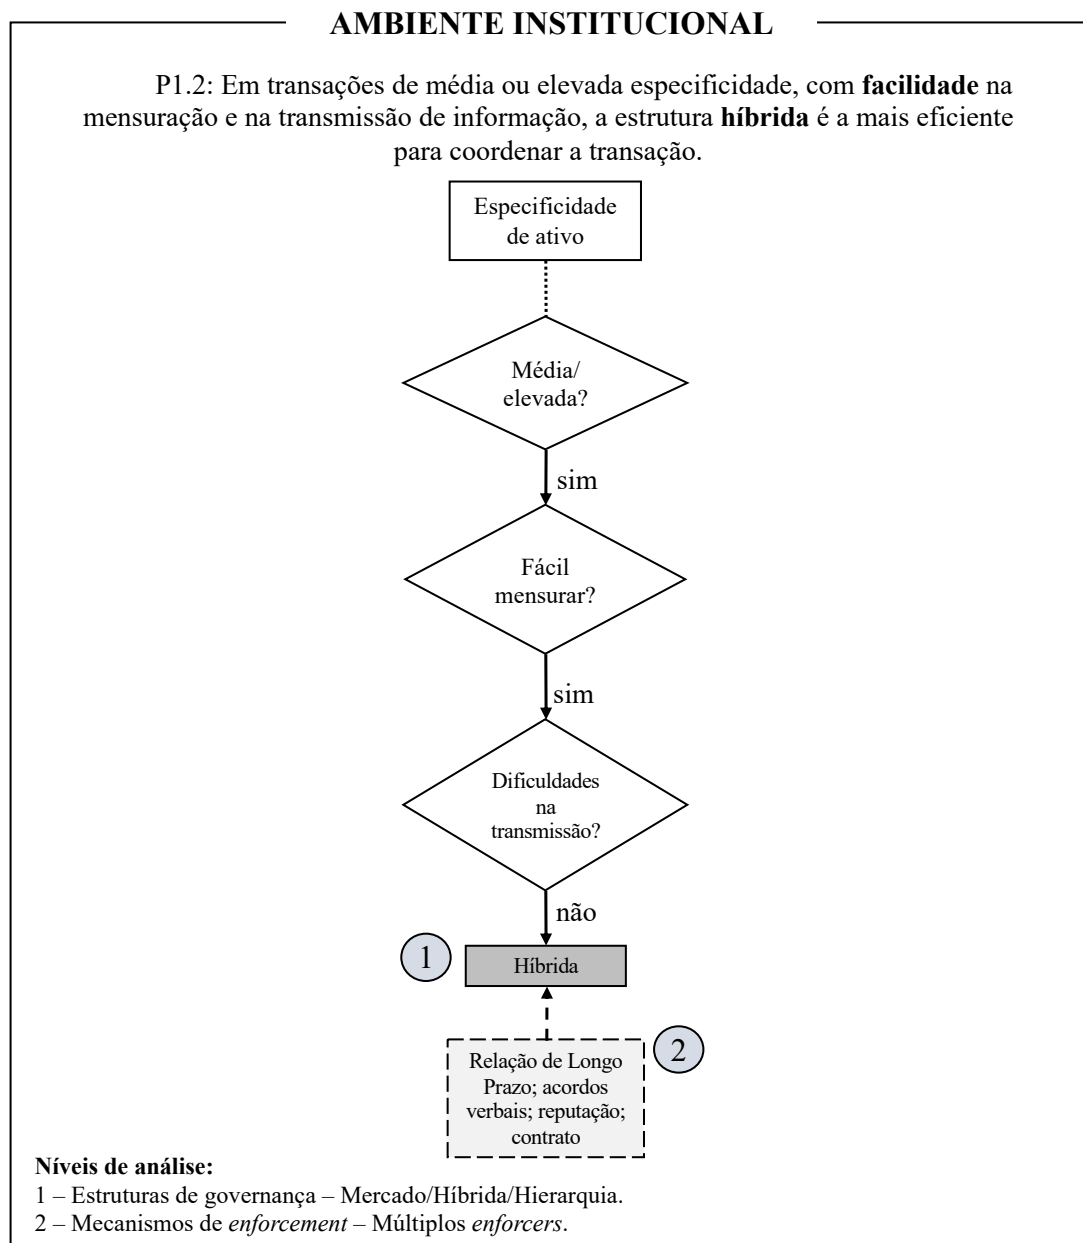 AMBIENTE INSTITUCIONAL
P1.2: Em transações de média ou elevada especificidade, com facilidade na
mensuração e na transmissão de informação, a estrutura híbrida é a mais eficiente
para coordenar a transação.
Especificidade
de ativo
Média/
elevada?
sim
Fácil
mensurar?
sim
Dificuldades
na
transmissão?
não
1
Híbrida
2
Relação de Longo
Prazo; acordos
verbais; reputação;
contrato
Níveis de análise:
1 – Estruturas de governança – Mercado/Híbrida/Hierarquia.
2 – Mecanismos de enforcement – Múltiplos enforcers.